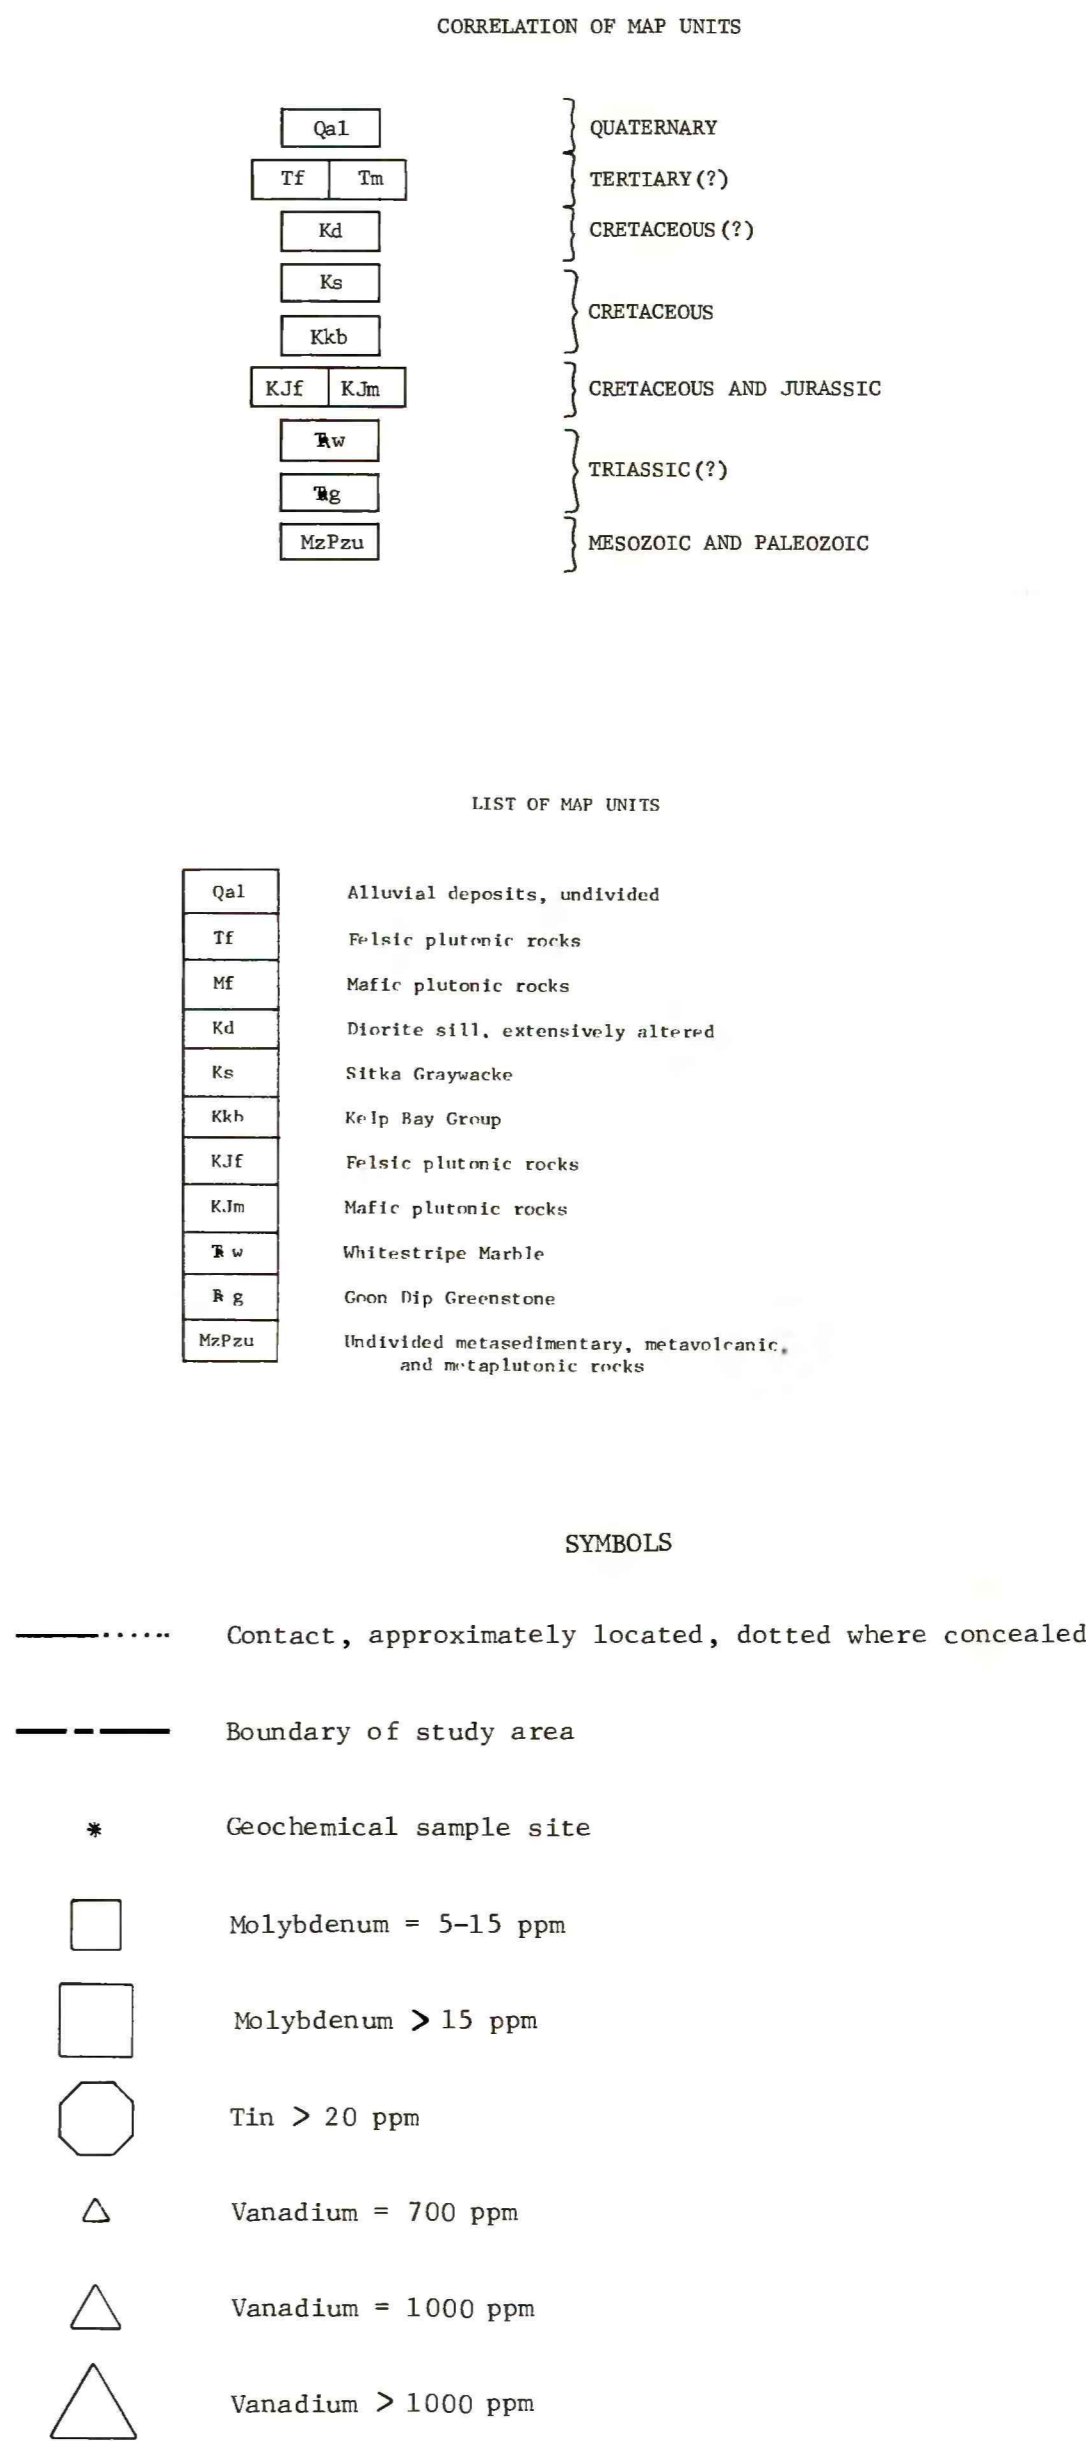 CORRELATION OF MAP UNITS
Qal
QUATERNARY
Tf Tm
TERTIARY(?)
Kd
CRETACEOUS(?)
Ks
CRETACEOUS
Kkb
KJf KJm
CRETACEOUS AND JURASSIC
Rw
TRIASSIC(?)
Rg
MzPzu
MESOZOIC AND PALEOZOIC
LIST OF MAP UNITS
Qal Alluvial deposits, undivided
Tf Felsic plutonic rocks
Mf Mafic plutonic rocks
Kd Diorite sill, extensively altered
Ks Sitka Graywacke
Kkb Kelp Bay Group
KJf Felsic plutonic rocks
KJm Mafic plutonic rocks
R w Whitestripe Marble
R g Goon Dip Greenstone
MzPzu Undivided metasedimentary, metavolcanic,
and metaplutonic rocks
SYMBOLS
Contact, approximately located, dotted where concealed
Boundary of study area
Geochemical sample site
Molybdenum = 5-15 ppm
Molybdenum > 15 ppm
Tin > 20 ppm
Vanadium = 700 ppm
Vanadium = 1000 ppm
Vanadium > 1000 ppm